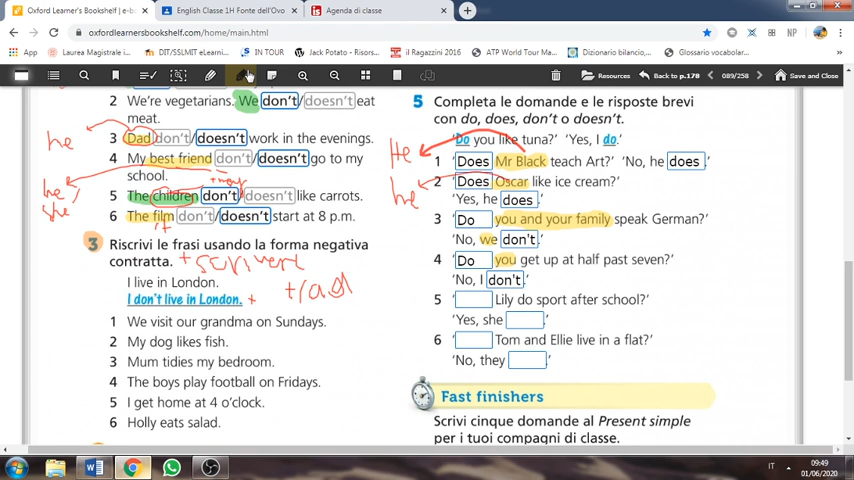 Oxford Learner's Bookshelf | e-bo
English Classe 1H Fonte dell'Ovo
Agenda di classe
oxfordlearnersbookshelf.com/home/main.html
App
Laurea Magistrale i...
DIT/SSLMIT eLearni...
IN TOUR
Jack Potato - Risorti...
il Ragazzini 2016
ATP World Tour - M...
Dizionario bilancio,...
Glossario vocabolar...
Resources
Back to p.178
089/258
Save and Close
2 We're vegetarians. We don't/doesn't eat
meat.
he
3 Dad don't/doesn't work in the evenings.
4 My best friend don't/doesn't go to my
school.
he
she,
they
5 The children don't/doesn't like carrots.
6 The film don't/doesn't start at 8 p.m.
it
3 Riscrivi le frasi usando la forma negativa
contratta.
+scrivere
I live in London.
I don't live in London.
+ trad
1 We visit our grandma on Sundays.
2 My dog likes fish.
3 Mum tidies my bedroom.
4 The boys play football on Fridays.
5 I get home at 4 o'clock.
6 Holly eats salad.
5 Completa le domande e le risposte brevi
con do, does, don't o doesn't.
'Do you like tuna?' 'Yes, I do.'
He
1 'Does Mr Black teach Art?' 'No, he does.'
2 'Does Oscar like ice cream?'
he
'Yes, he does.'
3 'Do you and your family speak German?'
'No, we don't.'
4 'Do you get up at half past seven?'
'No, I don't.'
5 ' Lily do sport after school?'
'Yes, she .'
6 ' Tom and Ellie live in a flat?'
'No, they .'
Fast finishers
Scrivi cinque domande al Present simple
per i tuoi compagni di classe.
IT
09:49
01/06/2020